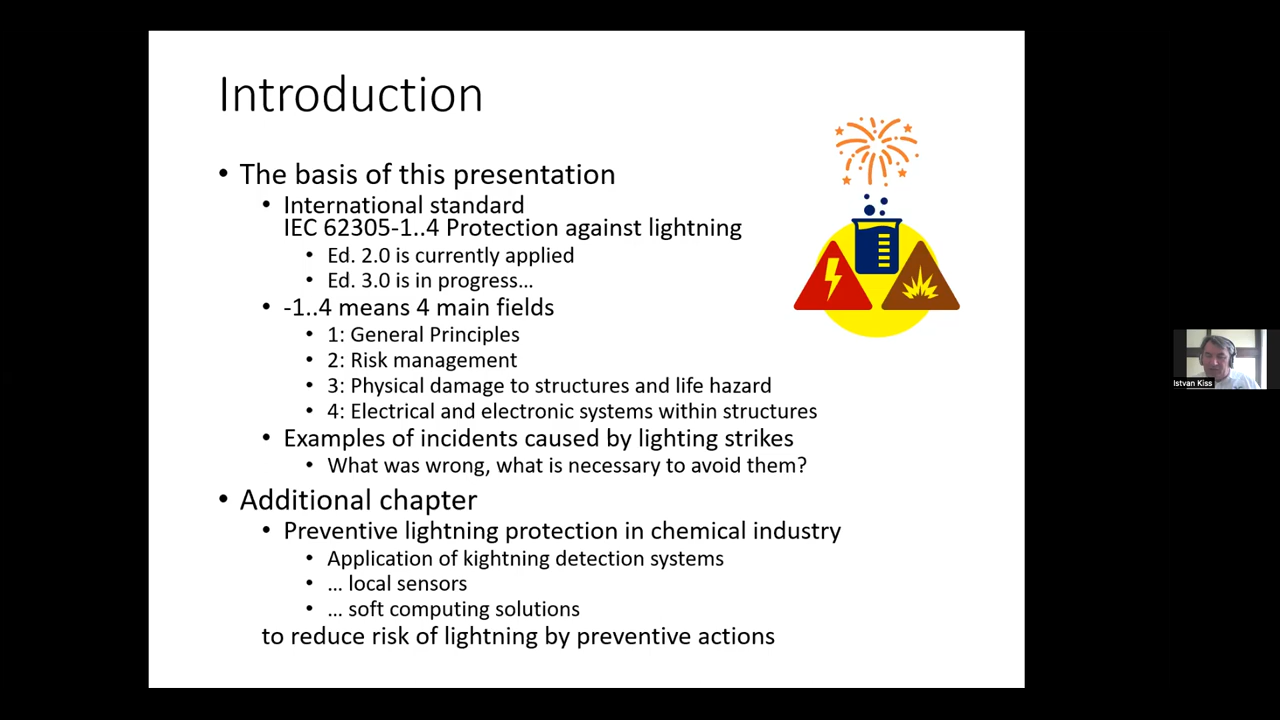 Introduction
• The basis of this presentation
• International standard
IEC 62305-1..4 Protection against lightning
• Ed. 2.0 is currently applied
• Ed. 3.0 is in progress…
• -1..4 means 4 main fields
• 1: General Principles
• 2: Risk management
• 3: Physical damage to structures and life hazard
• 4: Electrical and electronic systems within structures
• Examples of incidents caused by lighting strikes
• What was wrong, what is necessary to avoid them?
• Additional chapter
• Preventive lightning protection in chemical industry
• Application of kightning detection systems
• … local sensors
• … soft computing solutions
to reduce risk of lightning by preventive actions
Istvan Kiss